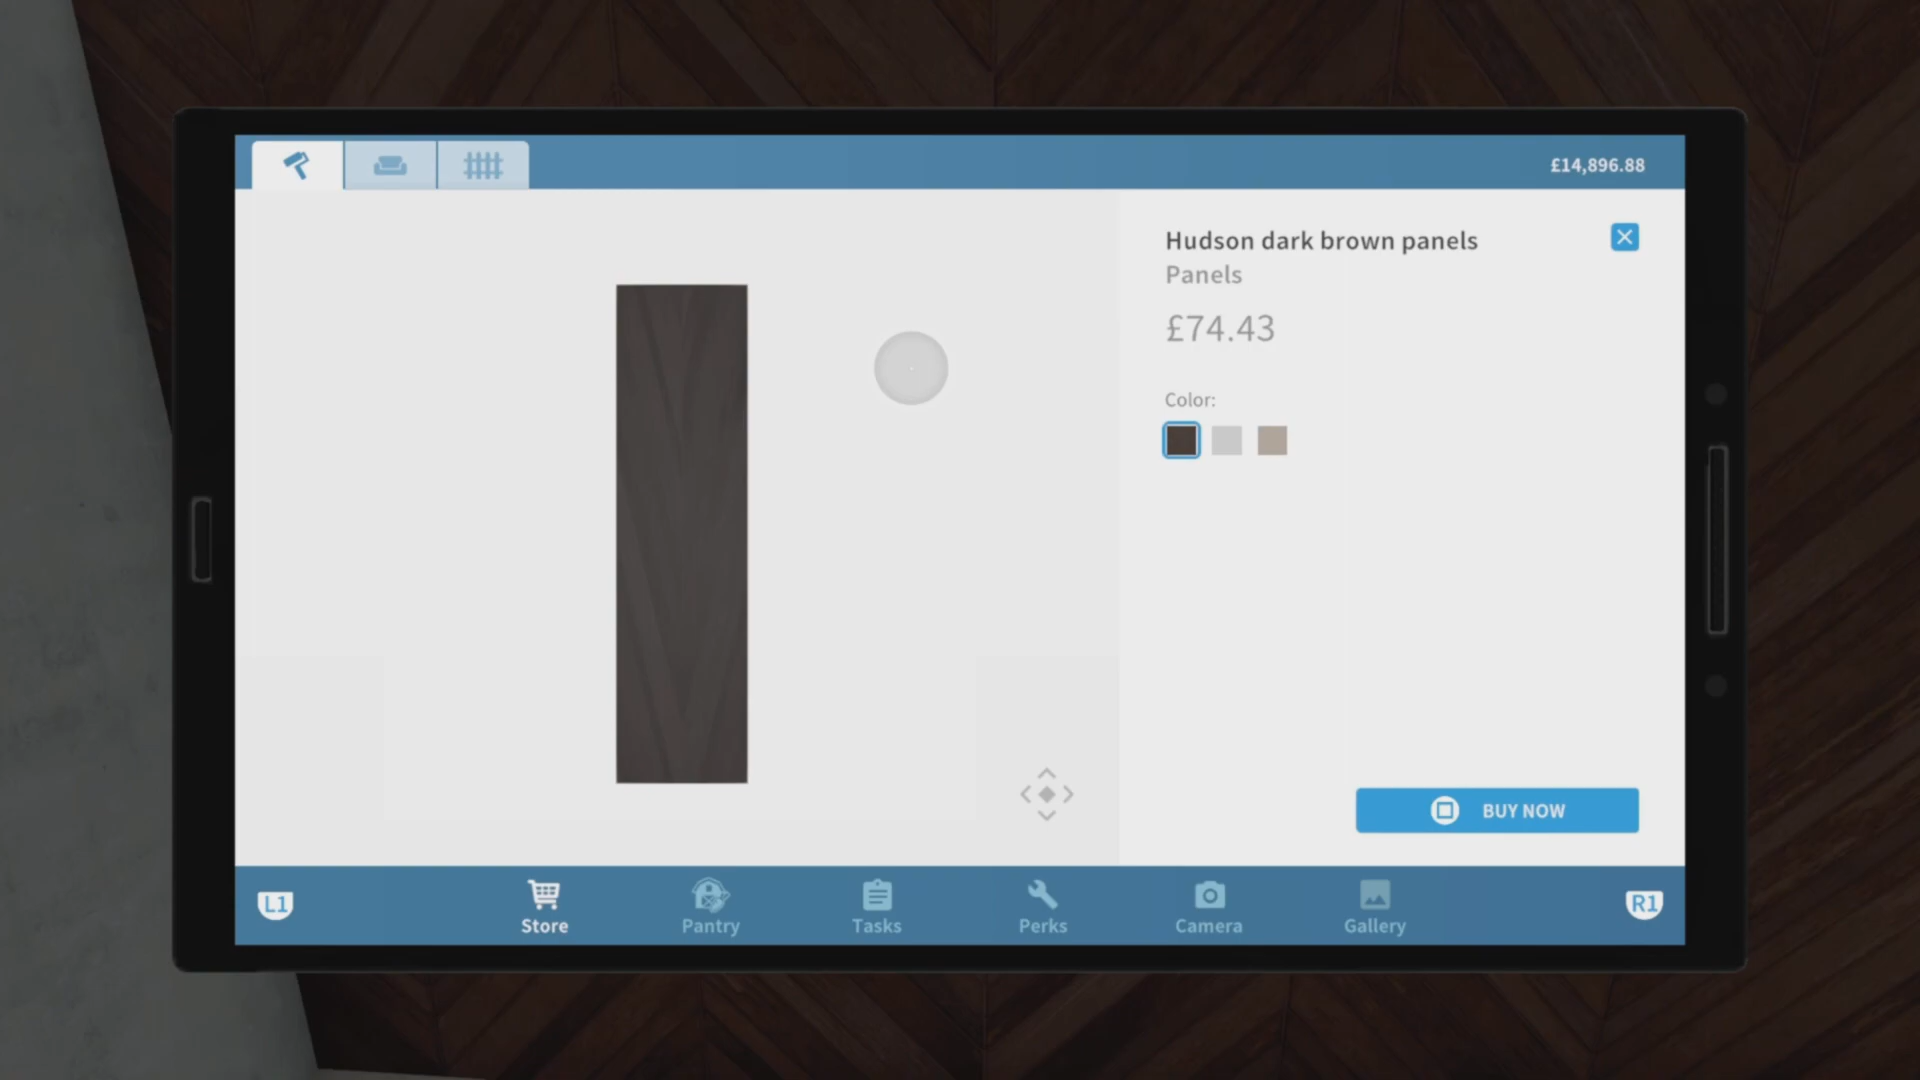 £14,896.88
Hudson dark brown panels
Panels
£74.43
Color:
BUY NOW
L1
Store
Pantry
Tasks
Perks
Camera
Gallery
R1